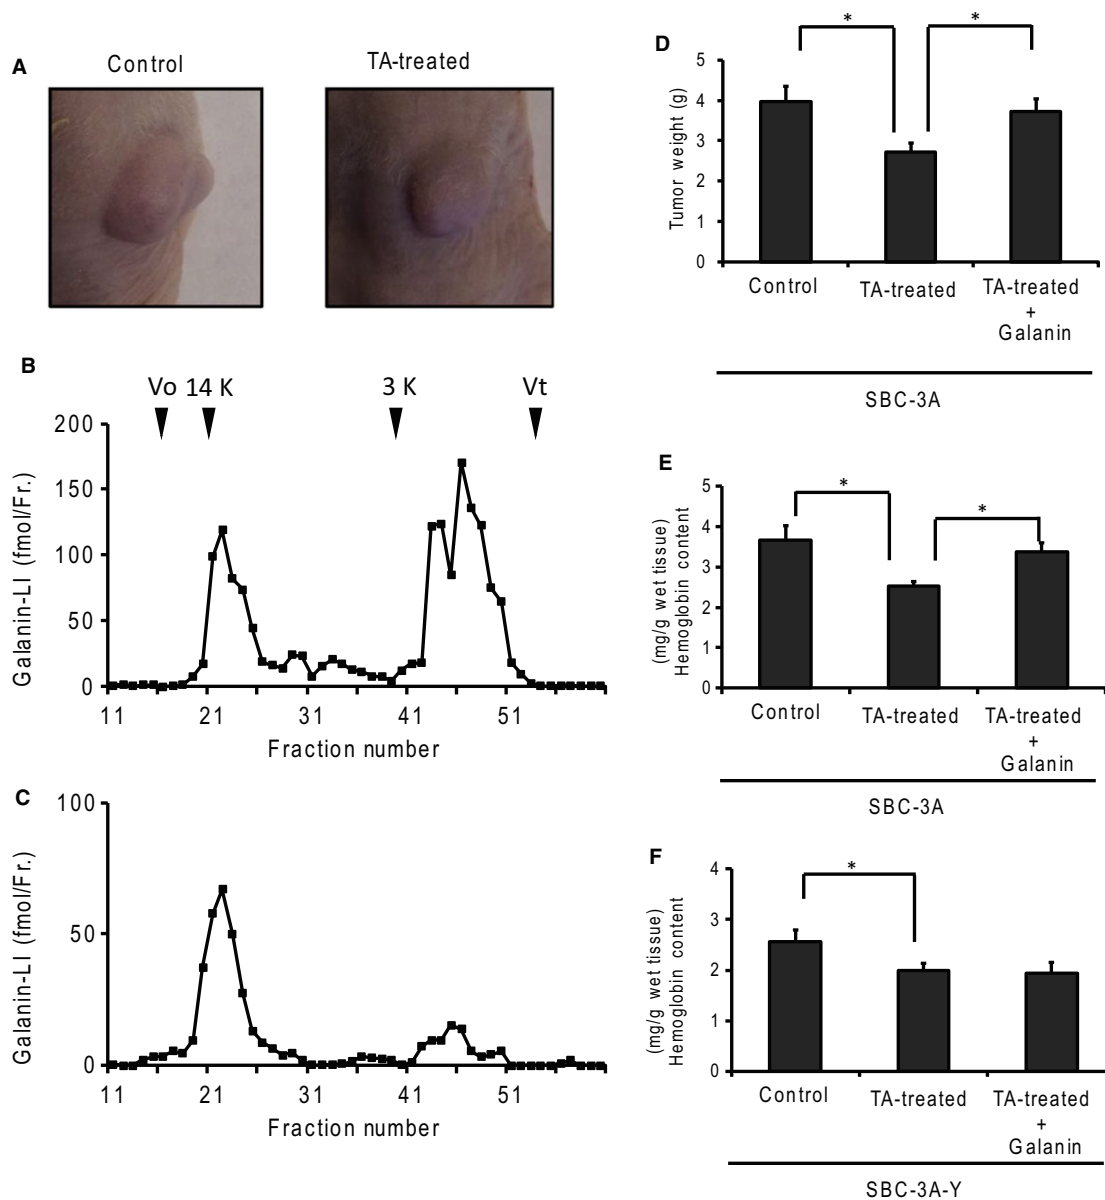 A
Control
TA-treated
B
Vo 14 K 3 K Vt
200
150
100
50
0
Galanin-LI (fmol/Fr.)
11 21 31 41 51
Fraction number
C
100
50
0
Galanin-LI (fmol/Fr.)
11 21 31 41 51
Fraction number
D
* *
5
4
3
2
1
0
Tumor weight (g)
Control TA-treated TA-treated
+
Galanin
SBC-3A
E
* *
5
4
3
2
1
0
(mg/g wet tissue)
Hemoglobin content
Control TA-treated TA-treated
+
Galanin
SBC-3A
F
*
4
3
2
1
0
(mg/g wet tissue)
Hemoglobin content
Control TA-treated TA-treated
+
Galanin
SBC-3A-Y